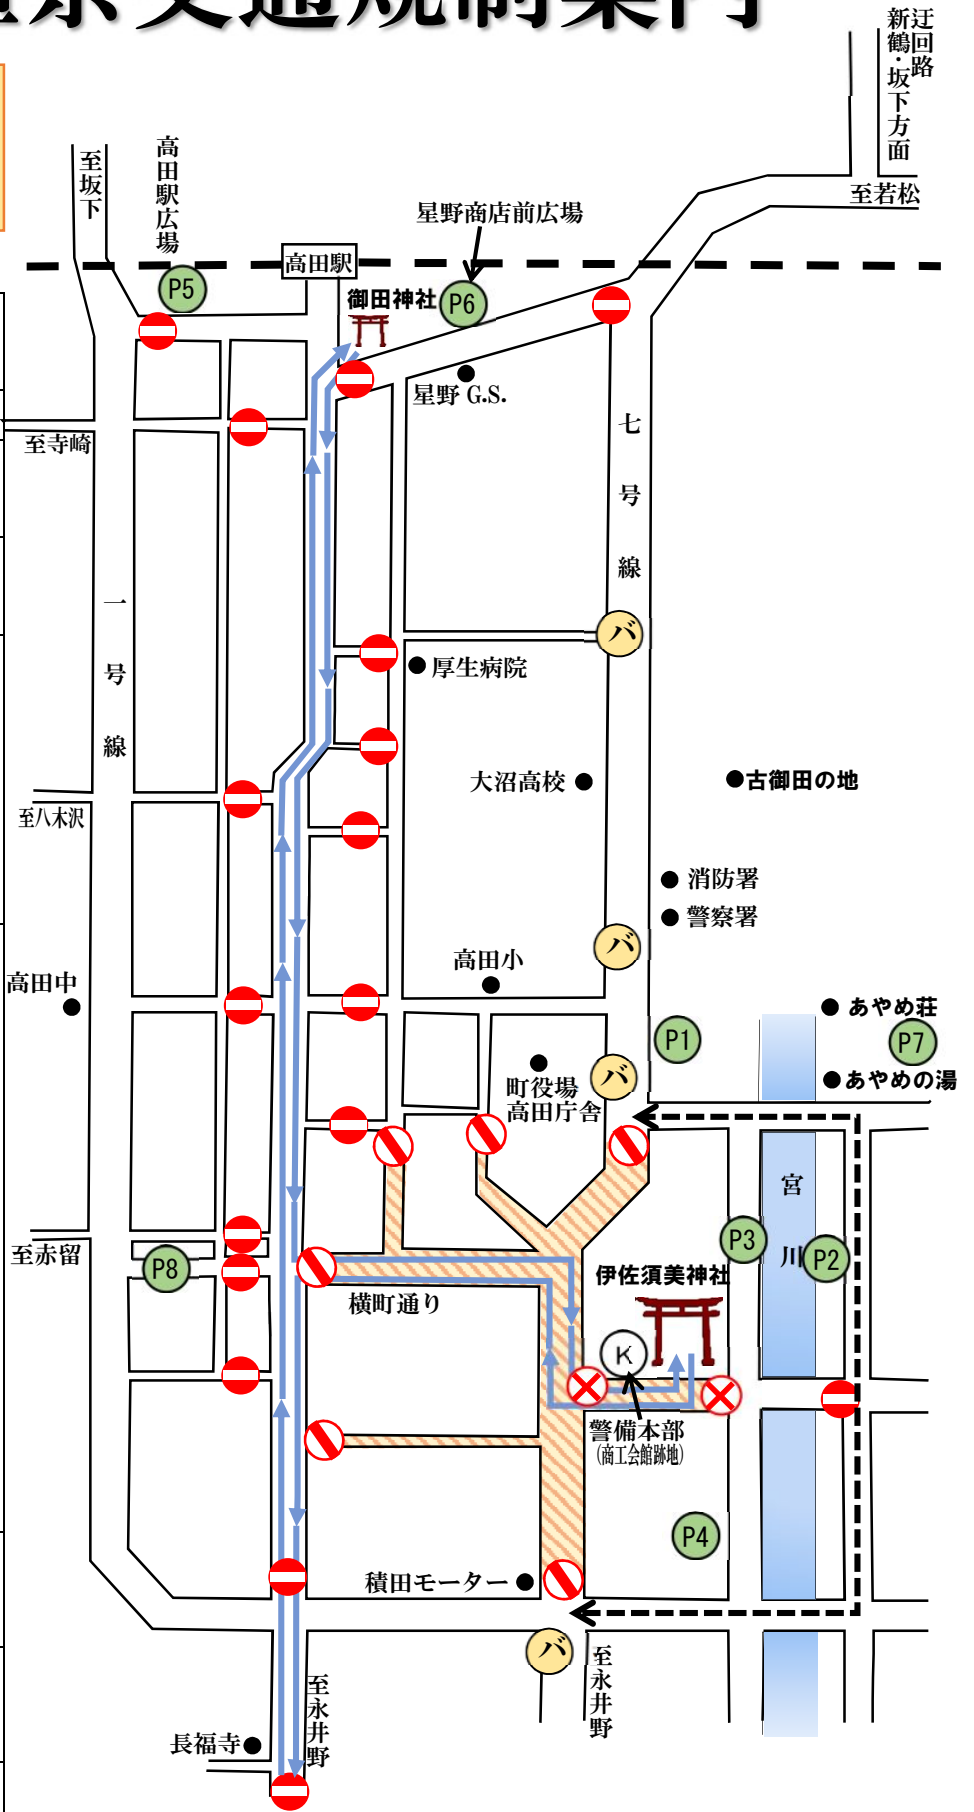 交通規制案内
迂回路
新鶴・坂下方面
至若松
至坂下
高田駅広場
P5
高田駅
星野商店前広場
P6
御田神社
星野 G.S.
至寺崎
七号線
一号線
バ
厚生病院
大沼高校
古御田の地
至八木沢
消防署
警察署
バ
高田小
高田中
あやめ荘
P1
P7
あやめの湯
バ
町役場
高田庁舎
宮川
P3
P2
至赤留
P8
伊佐須美神社
横町通り
K
警備本部
（商工会館跡地）
P4
積田モーター
バ
至永井野
至永井野
長福寺